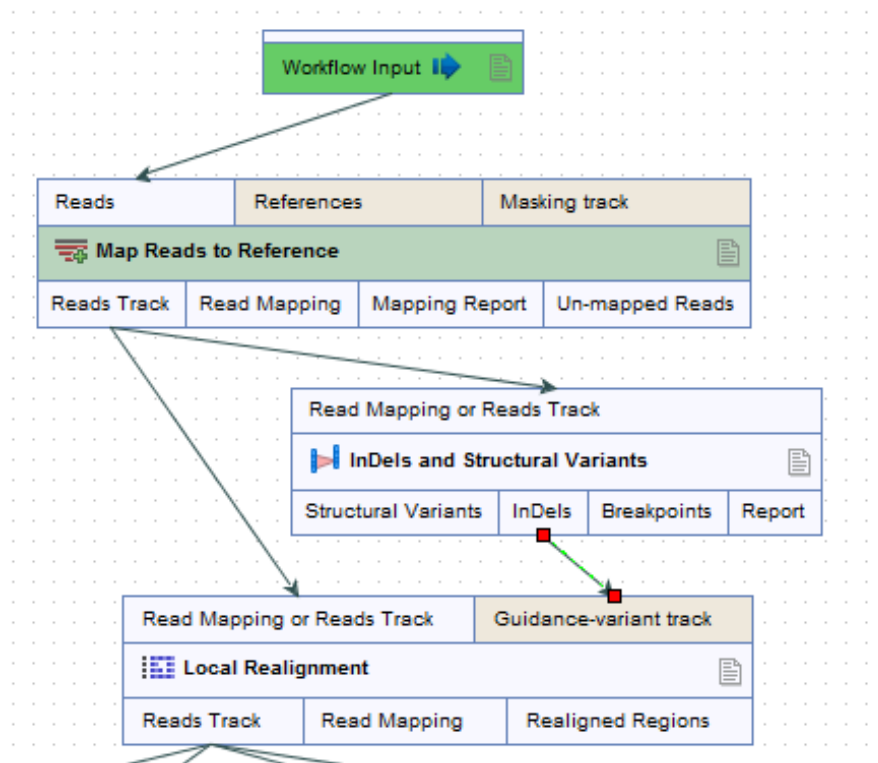 Workflow Input
Reads References Masking track
Map Reads to Reference
Reads Track Read Mapping Mapping Report Un-mapped Reads
Read Mapping or Reads Track
InDels and Structural Variants
Structural Variants InDels Breakpoints Report
Read Mapping or Reads Track Guidance-variant track
Local Realignment
Reads Track Read Mapping Realigned Regions